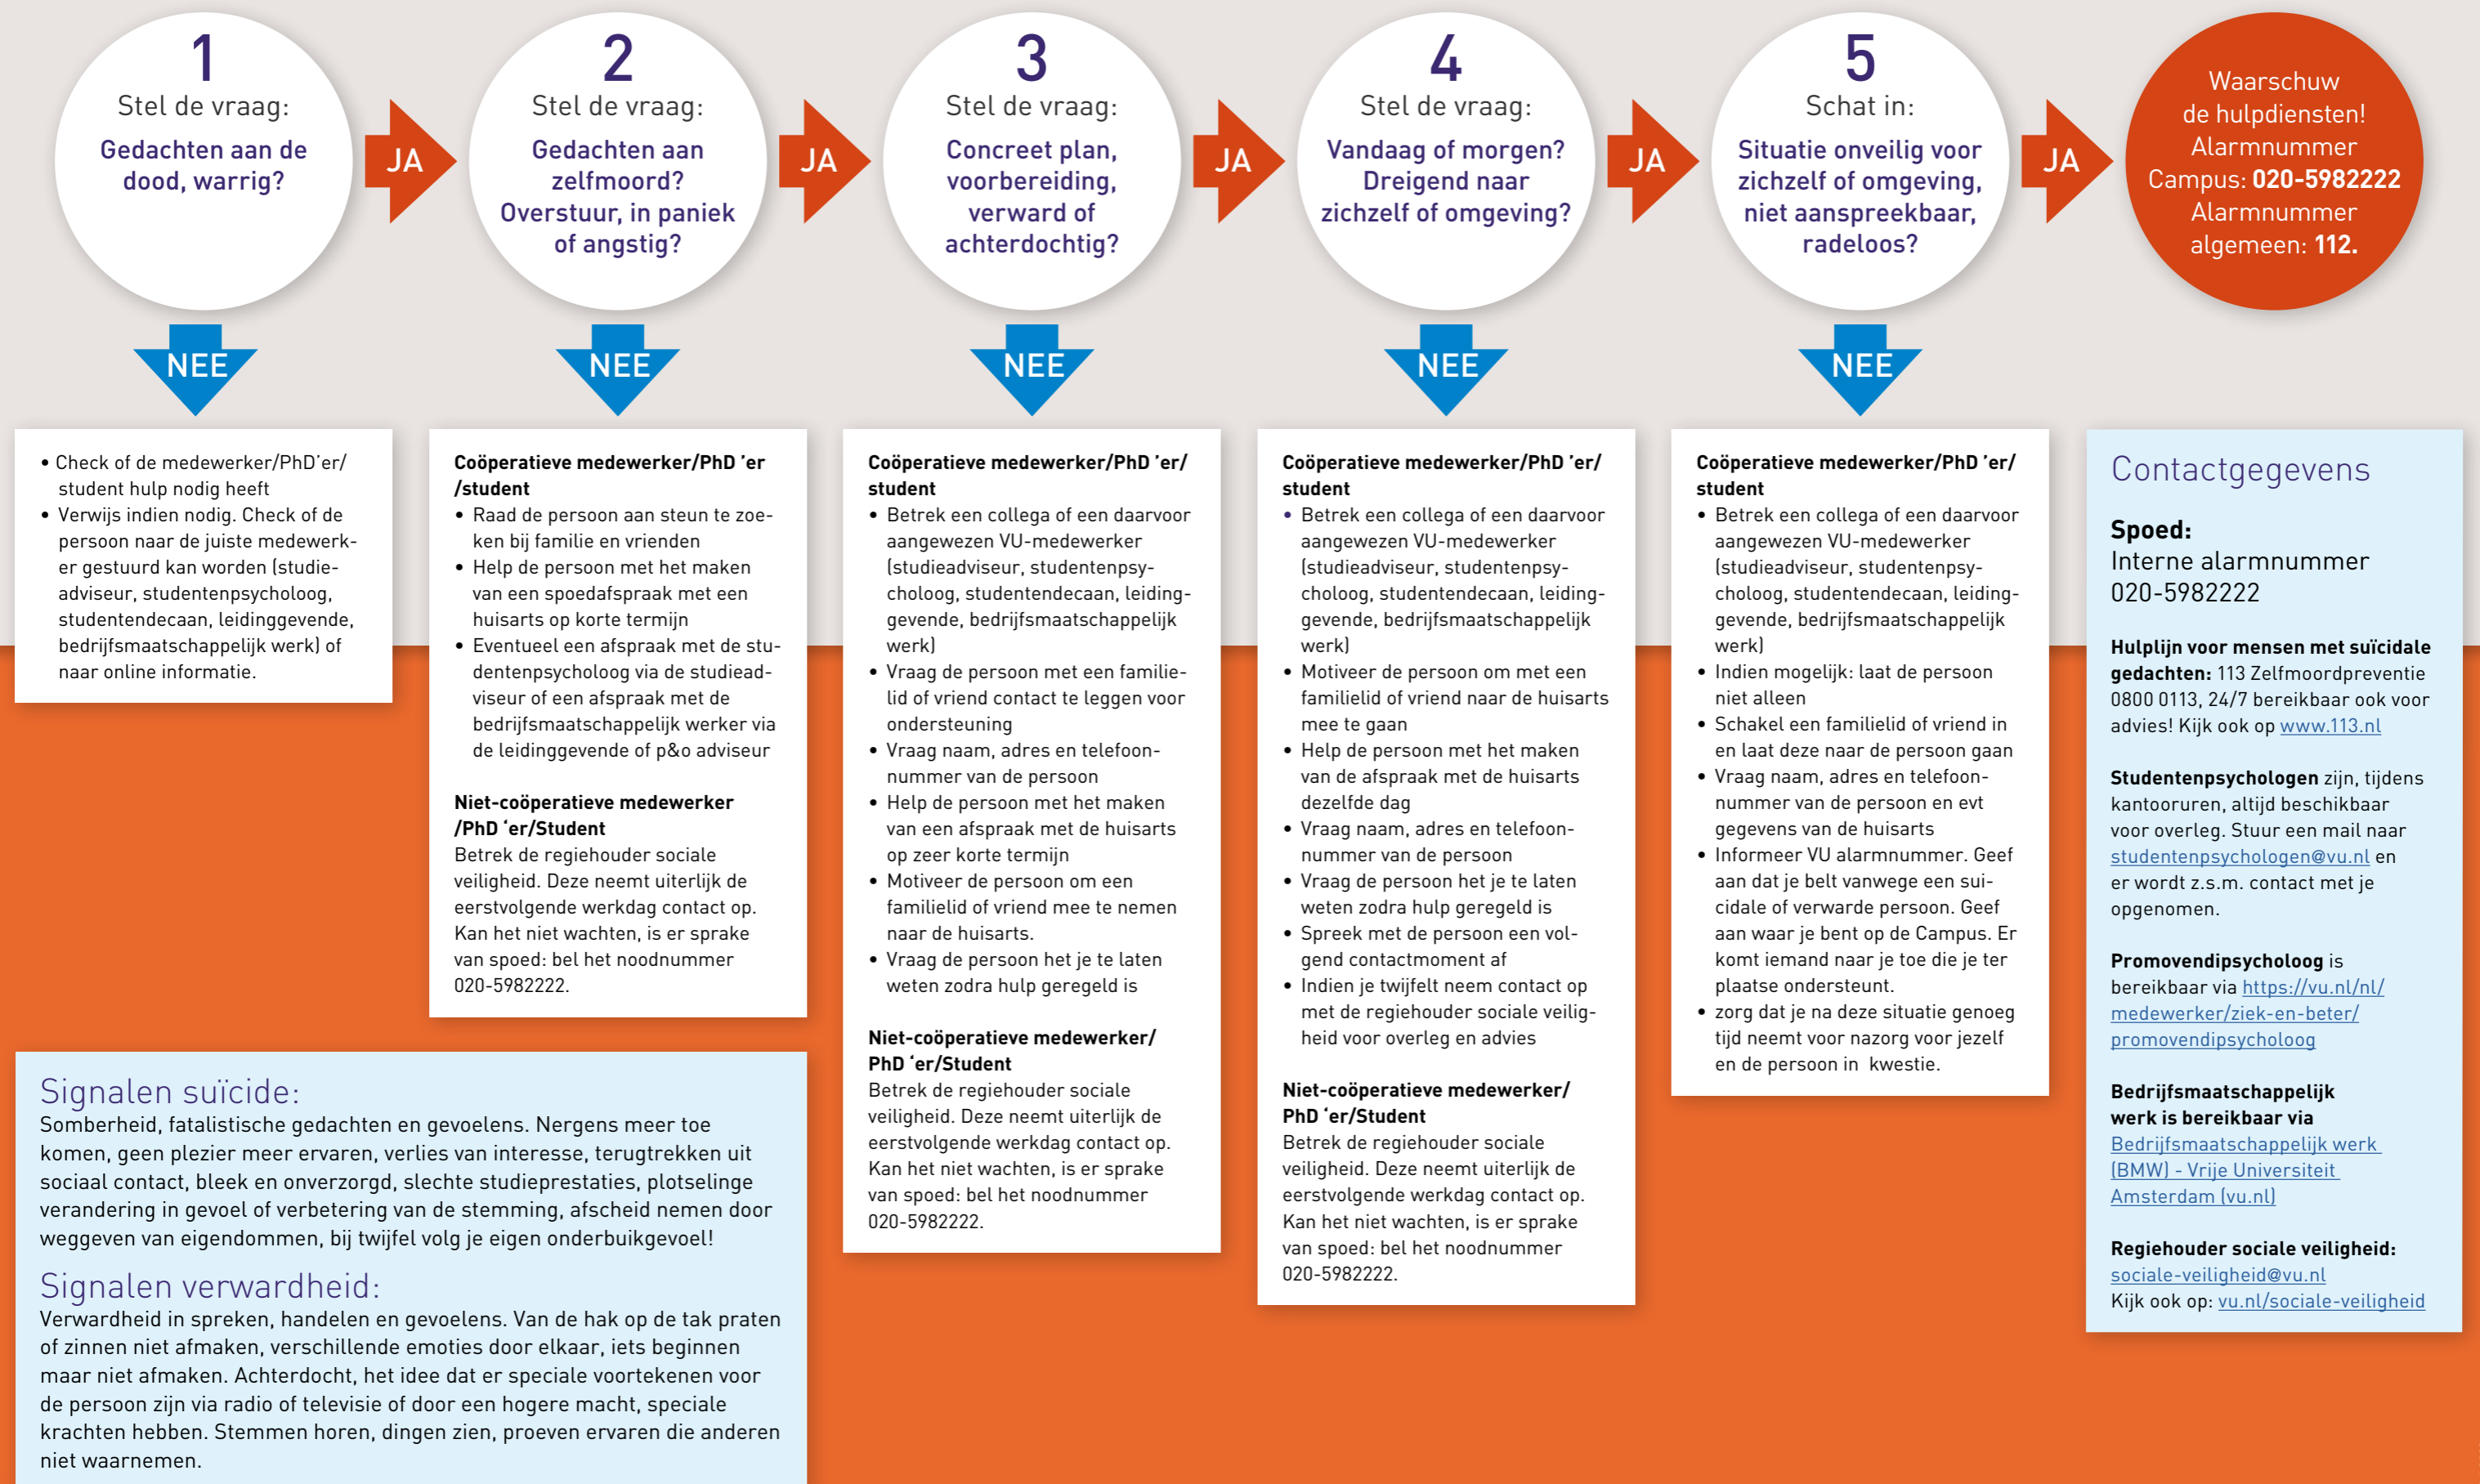 1
Stel de vraag:
Gedachten aan de
dood, warrig?
JA
2
Stel de vraag:
Gedachten aan
zelfmoord?
Overstuur, in paniek
of angstig?
JA
3
Stel de vraag:
Concreet plan,
voorbereiding,
verward of
achterdochtig?
JA
4
Stel de vraag:
Vandaag of morgen?
Dreigend naar
zichzelf of omgeving?
JA
5
Schat in:
Situatie onveilig voor
zichzelf of omgeving,
niet aanspreekbaar,
radeloos?
JA
Waarschuw
de hulpdiensten!
Alarmnummer
Campus: 020-5982222
Alarmnummer
algemeen: 112.
NEE
NEE
NEE
NEE
NEE
• Check of de medewerker/PhD'er/
student hulp nodig heeft
• Verwijs indien nodig. Check of de
persoon naar de juiste medewerk-
er gestuurd kan worden (studie-
adviseur, studentenpsycholoog,
studentendecaan, leidinggevende,
bedrijfsmaatschappelijk werk) of
naar online informatie.
Coöperatieve medewerker/PhD ’er
/student
• Raad de persoon aan steun te zoe-
ken bij familie en vrienden
• Help de persoon met het maken
van een spoedafspraak met een
huisarts op korte termijn
• Eventueel een afspraak met de stu-
dentenpsycholoog via de studiead-
viseur of een afspraak met de
bedrijfsmaatschappelijk werker via
de leidinggevende of p&o adviseur
Niet-coöperatieve medewerker
/PhD ‘er/Student
Betrek de regiehouder sociale
veiligheid. Deze neemt uiterlijk de
eerstvolgende werkdag contact op.
Kan het niet wachten, is er sprake
van spoed: bel het noodnummer
020-5982222.
Coöperatieve medewerker/PhD ’er/
student
• Betrek een collega of een daarvoor
aangewezen VU-medewerker
(studieadviseur, studentenpsy-
choloog, studentendecaan, leiding-
gevende, bedrijfsmaatschappelijk
werk)
• Vraag de persoon met een familie-
lid of vriend contact te leggen voor
ondersteuning
• Vraag naam, adres en telefoon-
nummer van de persoon
• Help de persoon met het maken
van een afspraak met de huisarts
op zeer korte termijn
• Motiveer de persoon om een
familielid of vriend mee te nemen
naar de huisarts.
• Vraag de persoon het je te laten
weten zodra hulp geregeld is
Niet-coöperatieve medewerker/
PhD ‘er/Student
Betrek de regiehouder sociale
veiligheid. Deze neemt uiterlijk de
eerstvolgende werkdag contact op.
Kan het niet wachten, is er sprake
van spoed: bel het noodnummer
020-5982222.
Coöperatieve medewerker/PhD ’er/
student
• Betrek een collega of een daarvoor
aangewezen VU-medewerker
(studieadviseur, studentenpsy-
choloog, studentendecaan, leiding-
gevende, bedrijfsmaatschappelijk
werk)
• Motiveer de persoon om met een
familielid of vriend naar de huisarts
mee te gaan
• Help de persoon met het maken
van de afspraak met de huisarts
dezelfde dag
• Vraag naam, adres en telefoon-
nummer van de persoon
• Vraag de persoon het je te laten
weten zodra hulp geregeld is
• Spreek met de persoon een vol-
gend contactmoment af
• Indien je twijfelt neem contact op
met de regiehouder sociale veilig-
heid voor overleg en advies
Niet-coöperatieve medewerker/
PhD ‘er/Student
Betrek de regiehouder sociale
veiligheid. Deze neemt uiterlijk de
eerstvolgende werkdag contact op.
Kan het niet wachten, is er sprake
van spoed: bel het noodnummer
020-5982222.
Coöperatieve medewerker/PhD ’er/
student
• Betrek een collega of een daarvoor
aangewezen VU-medewerker
(studieadviseur, studentenpsy-
choloog, studentendecaan, leiding-
gevende, bedrijfsmaatschappelijk
werk)
• Indien mogelijk: laat de persoon
niet alleen
• Schakel een familielid of vriend in
en laat deze naar de persoon gaan
• Vraag naam, adres en telefoon-
nummer van de persoon en evt
gegevens van de huisarts
• Informeer VU alarmnummer. Geef
aan dat je belt vanwege een sui-
cidale of verwarde persoon. Geef
aan waar je bent op de Campus. Er
komt iemand naar je toe die je ter
plaatse ondersteunt.
• zorg dat je na deze situatie genoeg
tijd neemt voor nazorg voor jezelf
en de persoon in kwestie.
Contactgegevens
Spoed:
Interne alarmnummer
020-5982222
Hulplijn voor mensen met suïcidale
gedachten: 113 Zelfmoordpreventie
0800 0113, 24/7 bereikbaar ook voor
advies! Kijk ook op www.113.nl
Studentenpsychologen zijn, tijdens
kantooruren, altijd beschikbaar
voor overleg. Stuur een mail naar
studentenpsychologen@vu.nl en
er wordt z.s.m. contact met je
opgenomen.
Promovendipsycholoog is
bereikbaar via https://vu.nl/nl/
medewerker/ziek-en-beter/
promovendipsycholoog
Bedrijfsmaatschappelijk
werk is bereikbaar via
Bedrijfsmaatschappelijk werk
(BMW) - Vrije Universiteit
Amsterdam (vu.nl)
Regiehouder sociale veiligheid:
sociale-veiligheid@vu.nl
Kijk ook op: vu.nl/sociale-veiligheid
Signalen suïcide:
Somberheid, fatalistische gedachten en gevoelens. Nergens meer toe
komen, geen plezier meer ervaren, verlies van interesse, terugtrekken uit
sociaal contact, bleek en onverzorgd, slechte studieprestaties, plotselinge
verandering in gevoel of verbetering van de stemming, afscheid nemen door
weggeven van eigendommen, bij twijfel volg je eigen onderbuikgevoel!
Signalen verwardheid:
Verwardheid in spreken, handelen en gevoelens. Van de hak op de tak praten
of zinnen niet afmaken, verschillende emoties door elkaar, iets beginnen
maar niet afmaken. Achterdocht, het idee dat er speciale voortekenen voor
de persoon zijn via radio of televisie of door een hogere macht, speciale
krachten hebben. Stemmen horen, dingen zien, proeven ervaren die anderen
niet waarnemen.